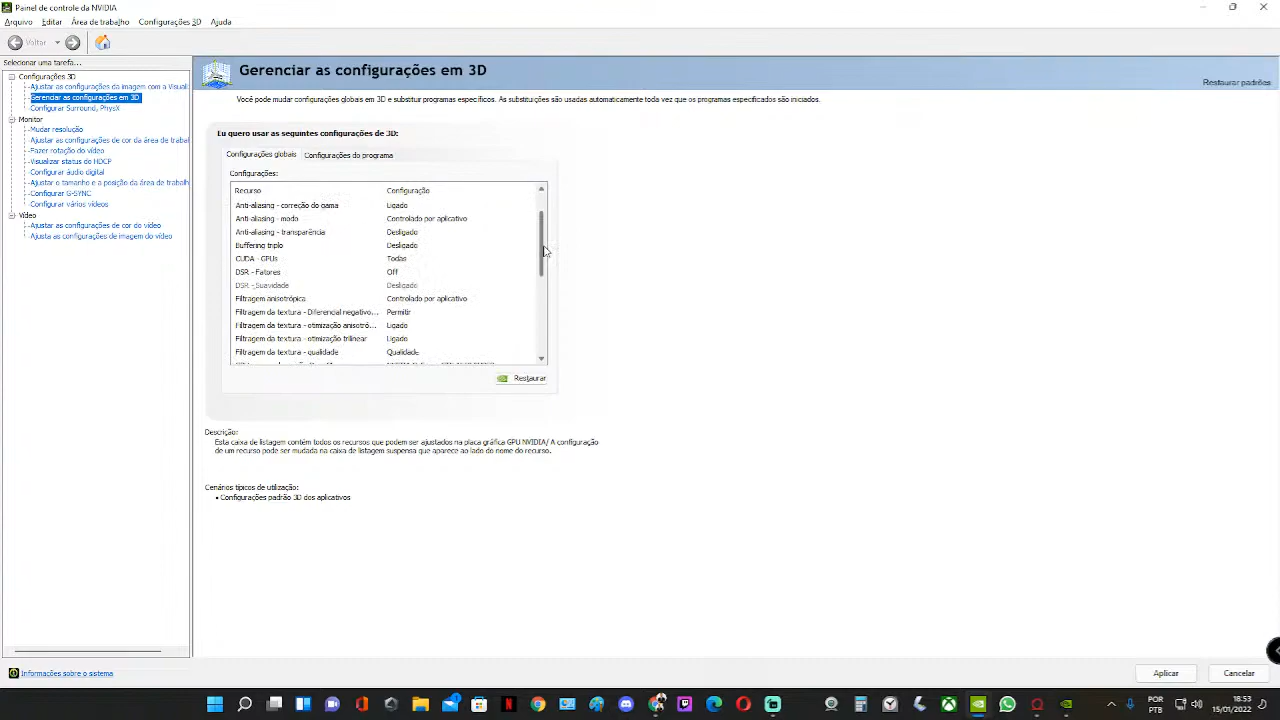 Painel de controle da NVIDIA
Arquivo Editar Área de trabalho Configurações 3D Ajuda
Voltar
Selecionar uma tarefa...
Configurações 3D
Ajustar as configurações da imagem com a Visuali
Gerenciar as configurações em 3D
Configurar Surround, PhysX
Monitor
Mudar resolução
Ajustar as configurações de cor da área de trabal
Fazer rotação do vídeo
Visualizar status do HDCP
Configurar áudio digital
Ajustar o tamanho e a posição da área de trabalh
Configurar G-SYNC
Configurar vários vídeos
Vídeo
Ajustar as configurações de cor do vídeo
Ajusta as configurações de imagem do vídeo
Gerenciar as configurações em 3D
Restaurar padrões
Você pode mudar configurações globais em 3D e substituir programas específicos. As substituições são usadas automaticamente toda vez que os programas especificados são iniciados.
Eu quero usar as seguintes configurações de 3D:
Configurações globais Configurações do programa
Configurações:
Recurso Configuração
Anti-aliasing - correção do gama Ligado
Anti-aliasing - modo Controlado por aplicativo
Anti-aliasing - transparência Desligado
Buffering triplo Desligado
CUDA - GPUs Todas
DSR - Fatores Off
DSR - Suavidade Desligado
Filtragem anisotrópica Controlado por aplicativo
Filtragem da textura - Diferencial negativo... Permitir
Filtragem da textura - otimização anisotró... Ligado
Filtragem da textura - otimização trilinear Ligado
Filtragem da textura - qualidade Qualidade
Restaurar
Descrição:
Esta caixa de listagem contém todos os recursos que podem ser ajustados na placa gráfica GPU NVIDIA/ A configuração
de um recurso pode ser mudada na caixa de listagem suspensa que aparece ao lado do nome do recurso.
Cenários típicos de utilização:
• Configurações padrão 3D dos aplicativos
Informações sobre o sistema
Aplicar Cancelar
POR
PTB
18:53
15/01/2022